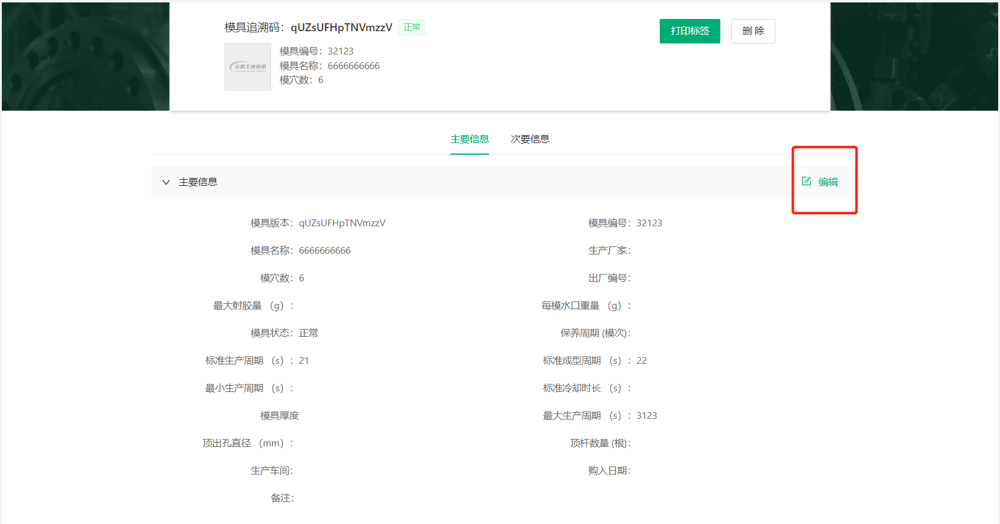 模具追溯码：qUZsUFHpTNVmzzV 正常
打印标签 删 除
云数工业技术
模具编号：32123
模具名称：6666666666
模穴数：6
主要信息 次要信息
主要信息
编辑
模具版本：qUZsUFHpTNVmzzV 模具编号：32123
模具名称：6666666666 生产厂家：
模穴数：6 出厂编号：
最大射胶量 （g）： 每模水口重量 （g）：
模具状态：正常 保养周期 (模次)：
标准生产周期 （s）：21 标准成型周期 （s）：22
最小生产周期 （s）： 标准冷却时长 （s）：
模具厚度 最大生产周期 （s）：3123
顶出孔直径 （mm）： 顶杆数量 (根)：
生产车间： 购入日期：
备注：